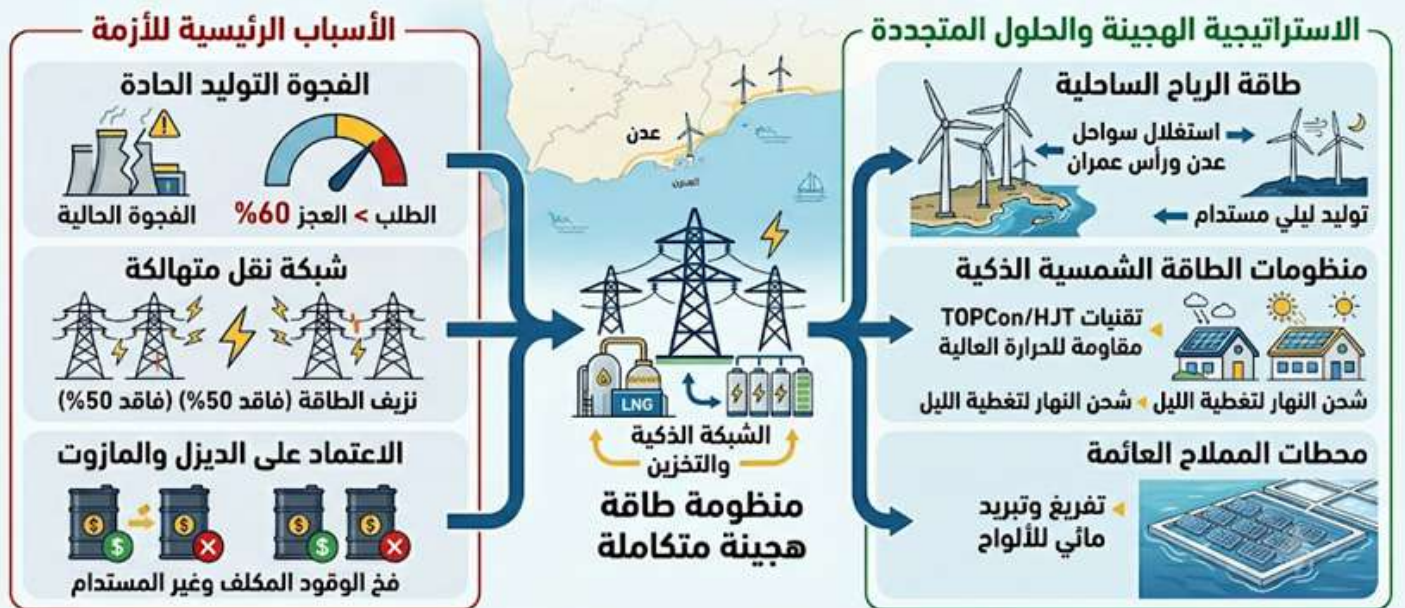 الأسباب الرئيسية للأزمة
الفجوة التوليد الحادة
الفجوة الحالية
الطلب > العجز 60%
شبكة نقل متهالكة
نزيف الطاقة (فاقد 50%) (فاقد 50%)
الاعتماد على الديزل والمازوت
فخ الوقود المكلف وغير المستدام
عدن
LNG
الشبكة الذكية
والتخزين
منظومة طاقة
هجينة متكاملة
الاستراتيجية الهجينة والحلول المتجددة
طاقة الرياح الساحلية
استغلال سواحل
عدن ورأس عمران
توليد ليلي مستدام
منظومات الطاقة الشمسية الذكية
تقنيات TOPCon/HJT
مقاومة للحرارة العالية
شحن النهار لتغطية الليل شحن النهار لتغطية الليل
محطات المملاح العائمة
تفريغ وتبريد
مائي للألواح